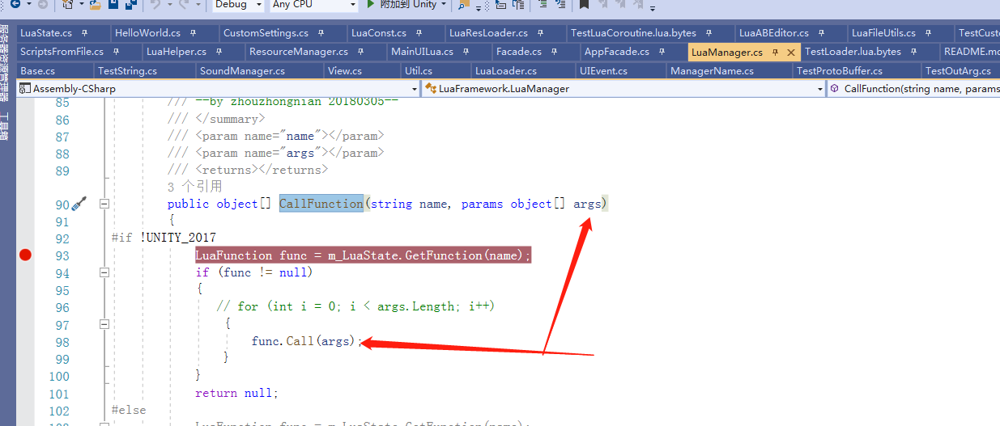 Debug Any CPU 附加到 Unity
LuaState.cs HelloWorld.cs CustomSettings.cs LuaConst.cs LuaResLoader.cs TestLuaCoroutine.lua.bytes LuaABEditor.cs LuaFileUtils.cs TestCusto
ScriptsFromFile.cs LuaHelper.cs ResourceManager.cs MainUILua.cs Facade.cs AppFacade.cs LuaManager.cs TestLoader.lua.bytes README.md
Base.cs TestString.cs SoundManager.cs View.cs Util.cs LuaLoader.cs UIEvent.cs ManagerName.cs TestProtoBuffer.cs TestOutArg.cs
服务器资源管理器
工具箱
Assembly-CSharp LuaFramework.LuaManager CallFunction(string name, params
85 /// --by zhouzhongnian 20180305--
86 /// </summary>
87 /// <param name="name"></param>
88 /// <param name="args"></param>
89 /// <returns></returns>
3 个引用
90 public object[] CallFunction(string name, params object[] args)
91 {
92 #if !UNITY_2017
93 LuaFunction func = m_LuaState.GetFunction(name);
94 if (func != null)
95 {
96 // for (int i = 0; i < args.Length; i++)
97 {
98 func.Call(args);
99 }
100 }
101 return null;
102 #else
103 LuaFunction func = m_LuaState.GetFunction(name);